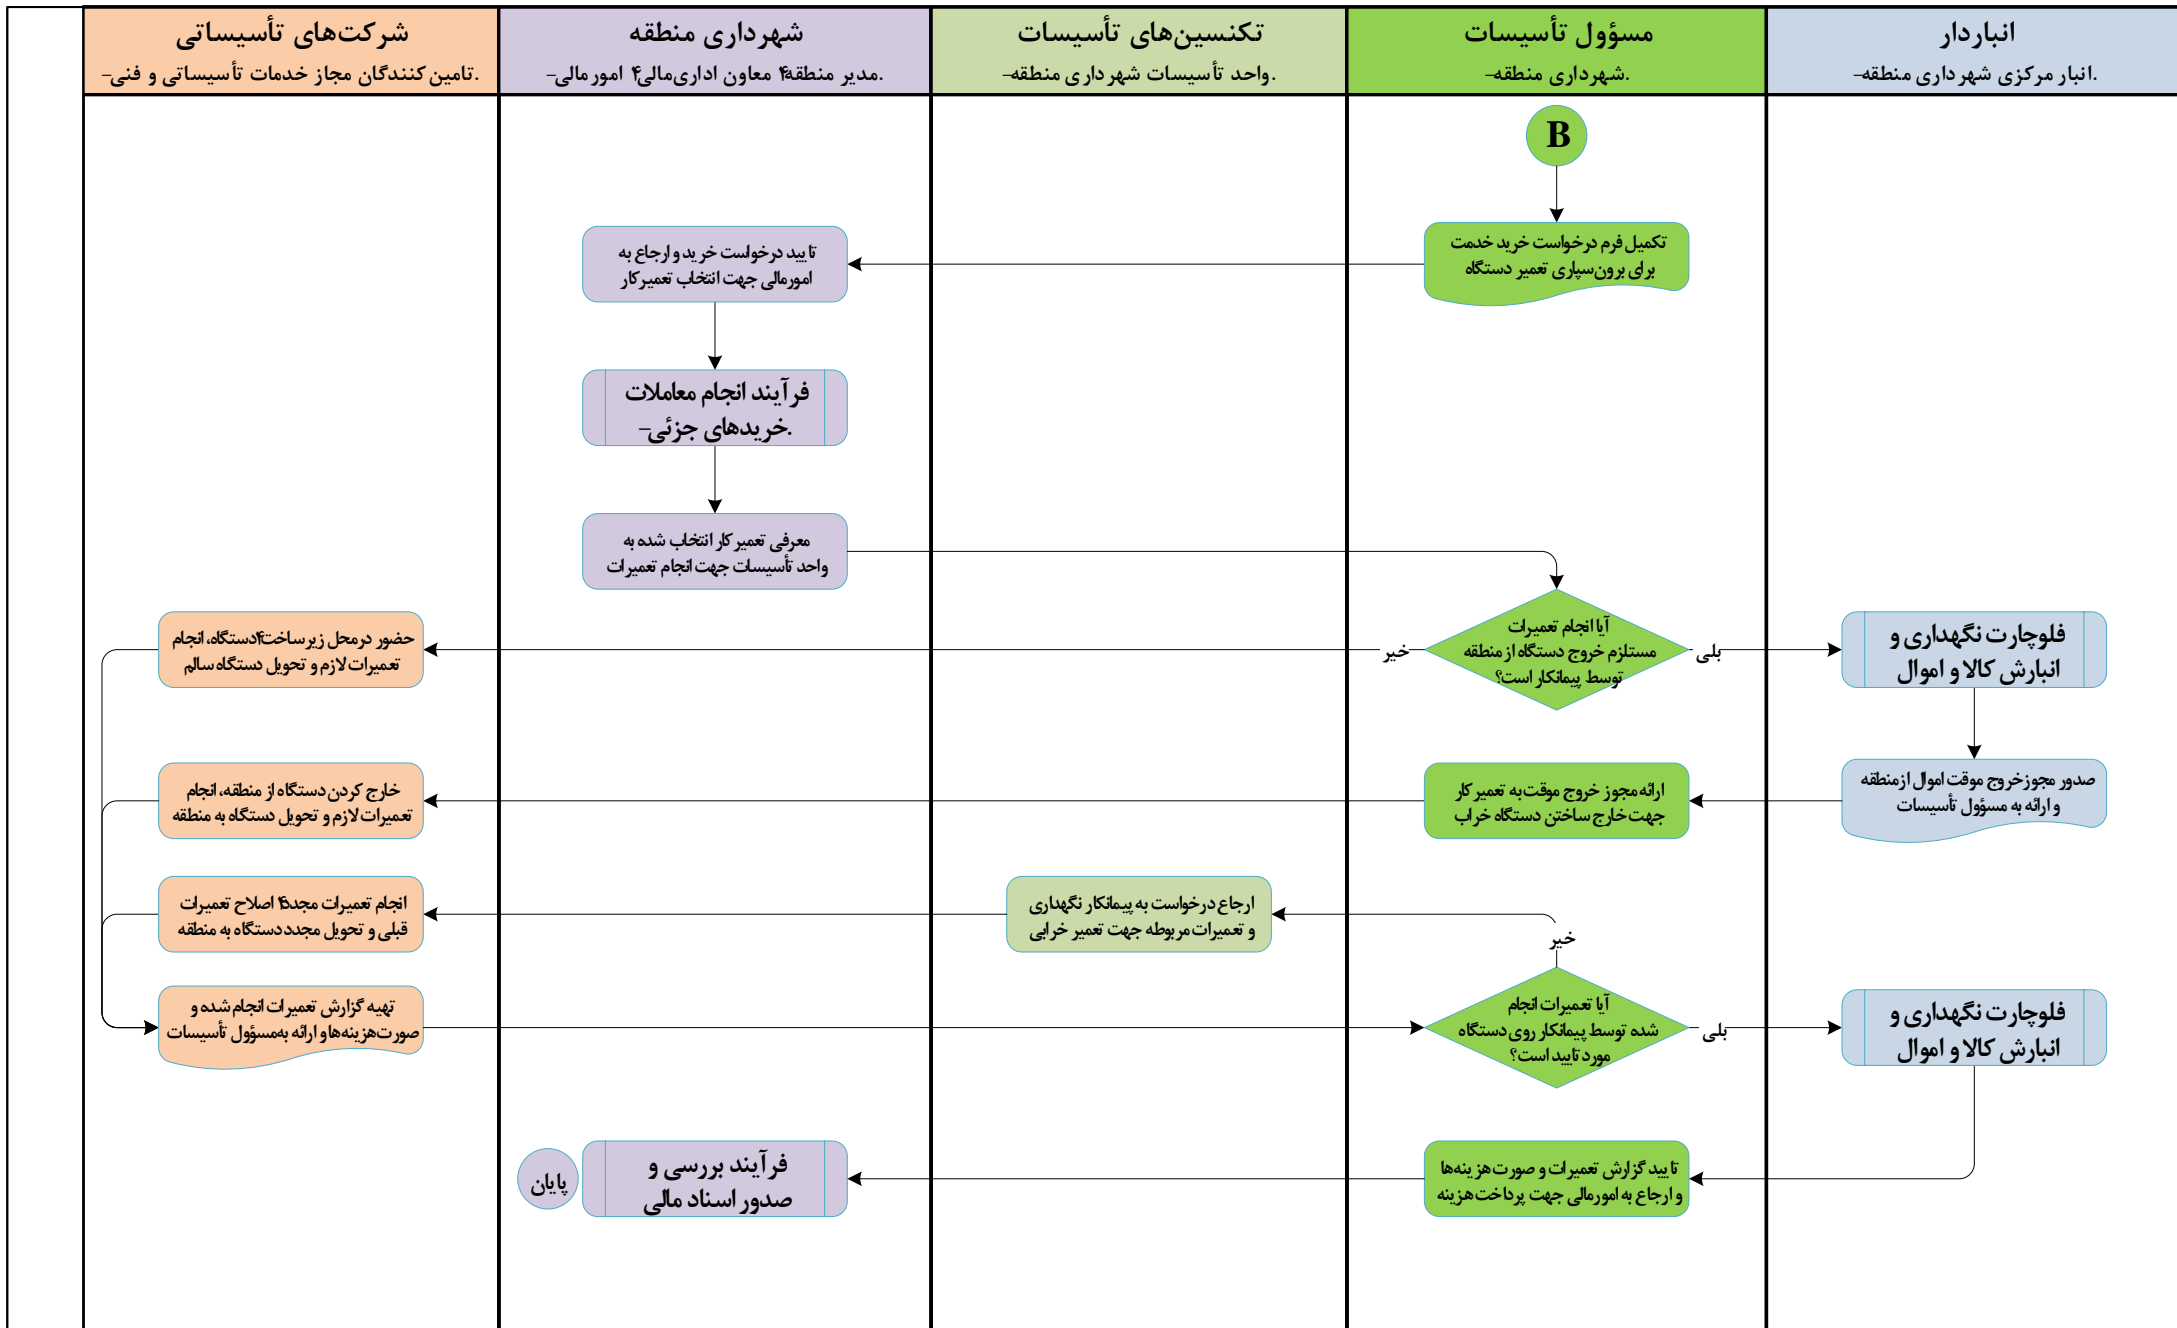 انباردار
.انبار مرکزی شهرداری منطقه–
مسؤول تأسیسات
.شهرداری منطقه–
تکنسین‌های تأسیسات
.واحد تأسیسات شهرداری منطقه–
شهرداری منطقه
.مدیر منطقه۴ معاون اداری‌مالی۴ امورمالی–
شرکت‌های تأسیساتی
.تامین‌کنندگان مجاز خدمات تأسیساتی و فنی–
B
تکمیل فرم درخواست خرید خدمت
برای برون‌سپاری تعمیر دستگاه
تایید درخواست خرید و ارجاع به
امورمالی جهت انتخاب تعمیرکار
فرآیند انجام معاملات
.خریدهای جزئی–
معرفی تعمیرکار انتخاب شده به
واحد تأسیسات جهت انجام تعمیرات
آیا انجام تعمیرات
مستلزم خروج دستگاه از منطقه
توسط پیمانکار است؟
بلی
خیر
فلوچارت نگهداری و
انبارش کالا و اموال
حضور درمحل زیرساخت۴دستگاه، انجام
تعمیرات لازم و تحویل دستگاه سالم
صدور مجوزخروج موقت اموال ازمنطقه
و ارائه به مسؤول تأسیسات
ارائه مجوز خروج موقت به تعمیرکار
جهت خارج ساختن دستگاه خراب
خارج کردن دستگاه از منطقه، انجام
تعمیرات لازم و تحویل دستگاه به منطقه
ارجاع درخواست به پیمانکار نگهداری
و تعمیرات مربوطه جهت تعمیر خرابی
انجام تعمیرات مجدد۴ اصلاح تعمیرات
قبلی و تحویل مجدد دستگاه به منطقه
خیر
تهیه گزارش تعمیرات انجام شده و
صورت‌هزینه‌ها و ارائه به‌مسؤول تأسیسات
آیا تعمیرات انجام
شده توسط پیمانکار روی دستگاه
مورد تایید است؟
بلی
فلوچارت نگهداری و
انبارش کالا و اموال
تایید گزارش تعمیرات و صورت‌هزینه‌ها
و ارجاع به امورمالی جهت پرداخت هزینه
فرآیند بررسی و
صدور اسناد مالی
پایان